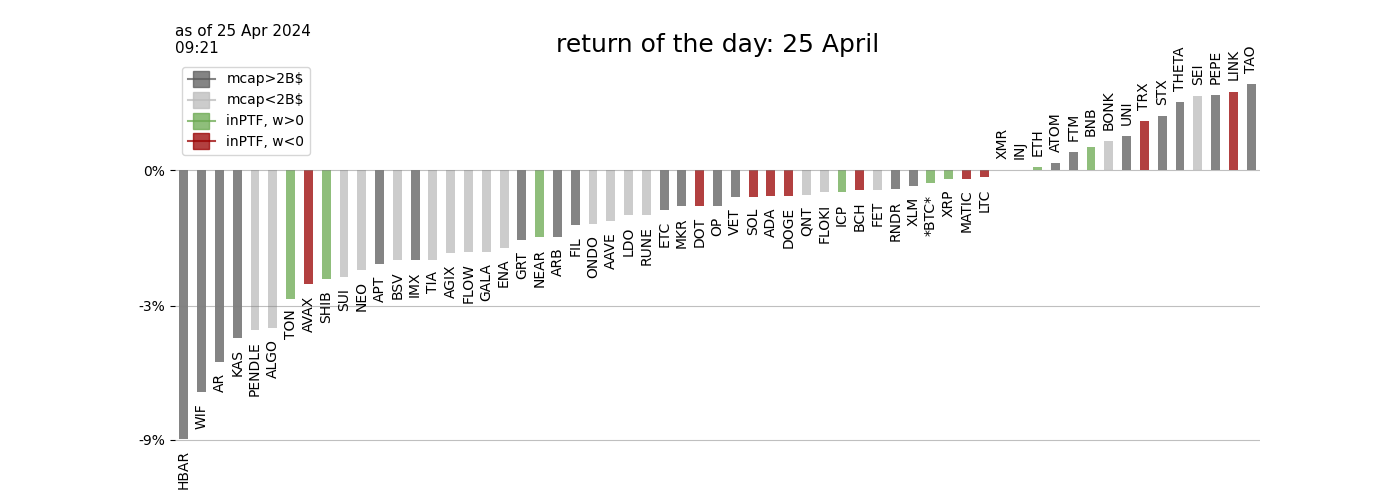 as of 25 Apr 2024
09:21
return of the day: 25 April
mcap>2B$
mcap<2B$
inPTF, w>0
inPTF, w<0
0%
-3%
-9%
HBAR
WIF
AR
KAS
PENDLE
ALGO
TON
AVAX
SHIB
SUI
NEO
APT
BSV
IMX
TIA
AGIX
FLOW
GALA
ENA
GRT
NEAR
ARB
FIL
ONDO
AAVE
LDO
RUNE
ETC
MKR
DOT
OP
VET
SOL
ADA
DOGE
QNT
FLOKI
ICP
BCH
FET
RNDR
XLM
*BTC*
XRP
MATIC
LTC
XMR
INJ
ETH
ATOM
FTM
BNB
BONK
UNI
TRX
STX
THETA
SEI
PEPE
LINK
TAO